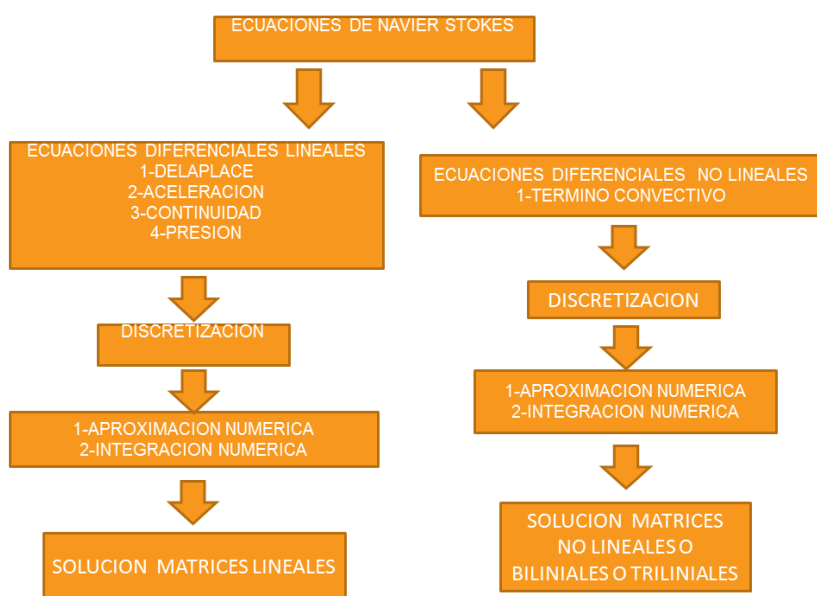 ECUACIONES DE NAVIER STOKES
ECUACIONES DIFERENCIALES LINEALES
1-DELAPLACE
2-ACELERACION
3-CONTINUIDAD
4-PRESION
DISCRETIZACION
1-APROXIMACION NUMERICA
2-INTEGRACION NUMERICA
SOLUCION MATRICES LINEALES
ECUACIONES DIFERENCIALES NO LINEALES
1-TERMINO CONVECTIVO
DISCRETIZACION
1-APROXIMACION NUMERICA
2-INTEGRACION NUMERICA
SOLUCION MATRICES
NO LINEALES O
BILINIALES O TRILINIALES